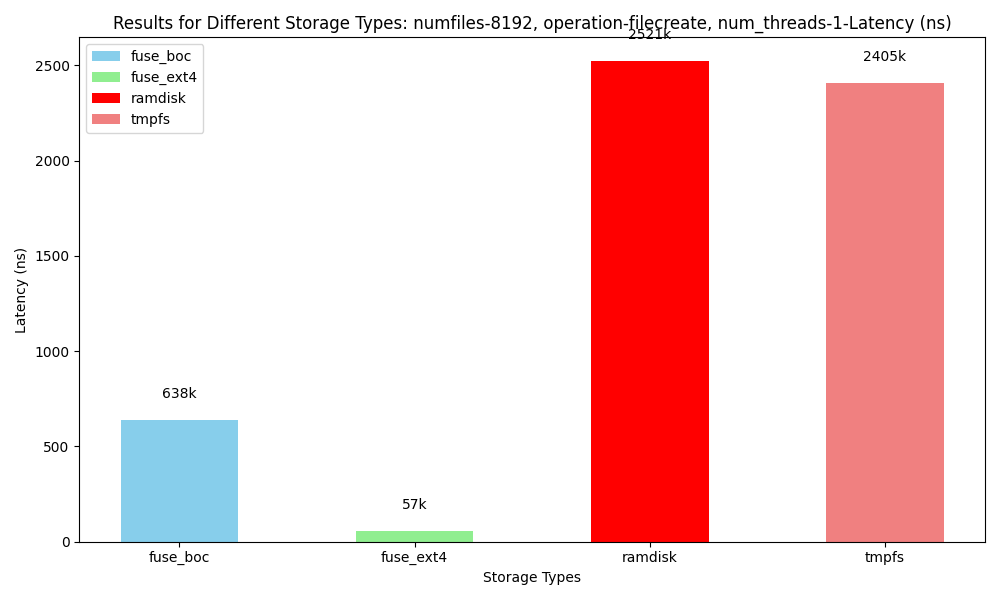 Results for Different Storage Types: numfiles-8192, operation-filecreate, num_threads-1-Latency (ns)
2521k
2405k
638k
57k
fuse_boc
fuse_ext4
ramdisk
tmpfs
Latency (ns)
2500
2000
1500
1000
500
0
fuse_boc
fuse_ext4
ramdisk
tmpfs
Storage Types